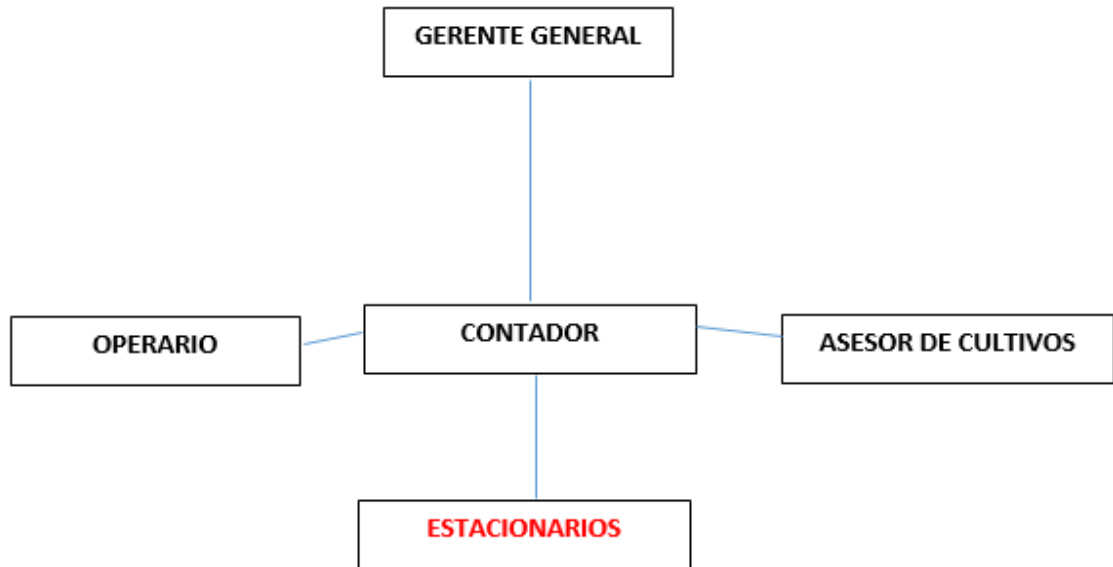 GERENTE GENERAL
OPERARIO
CONTADOR
ASESOR DE CULTIVOS
ESTACIONARIOS